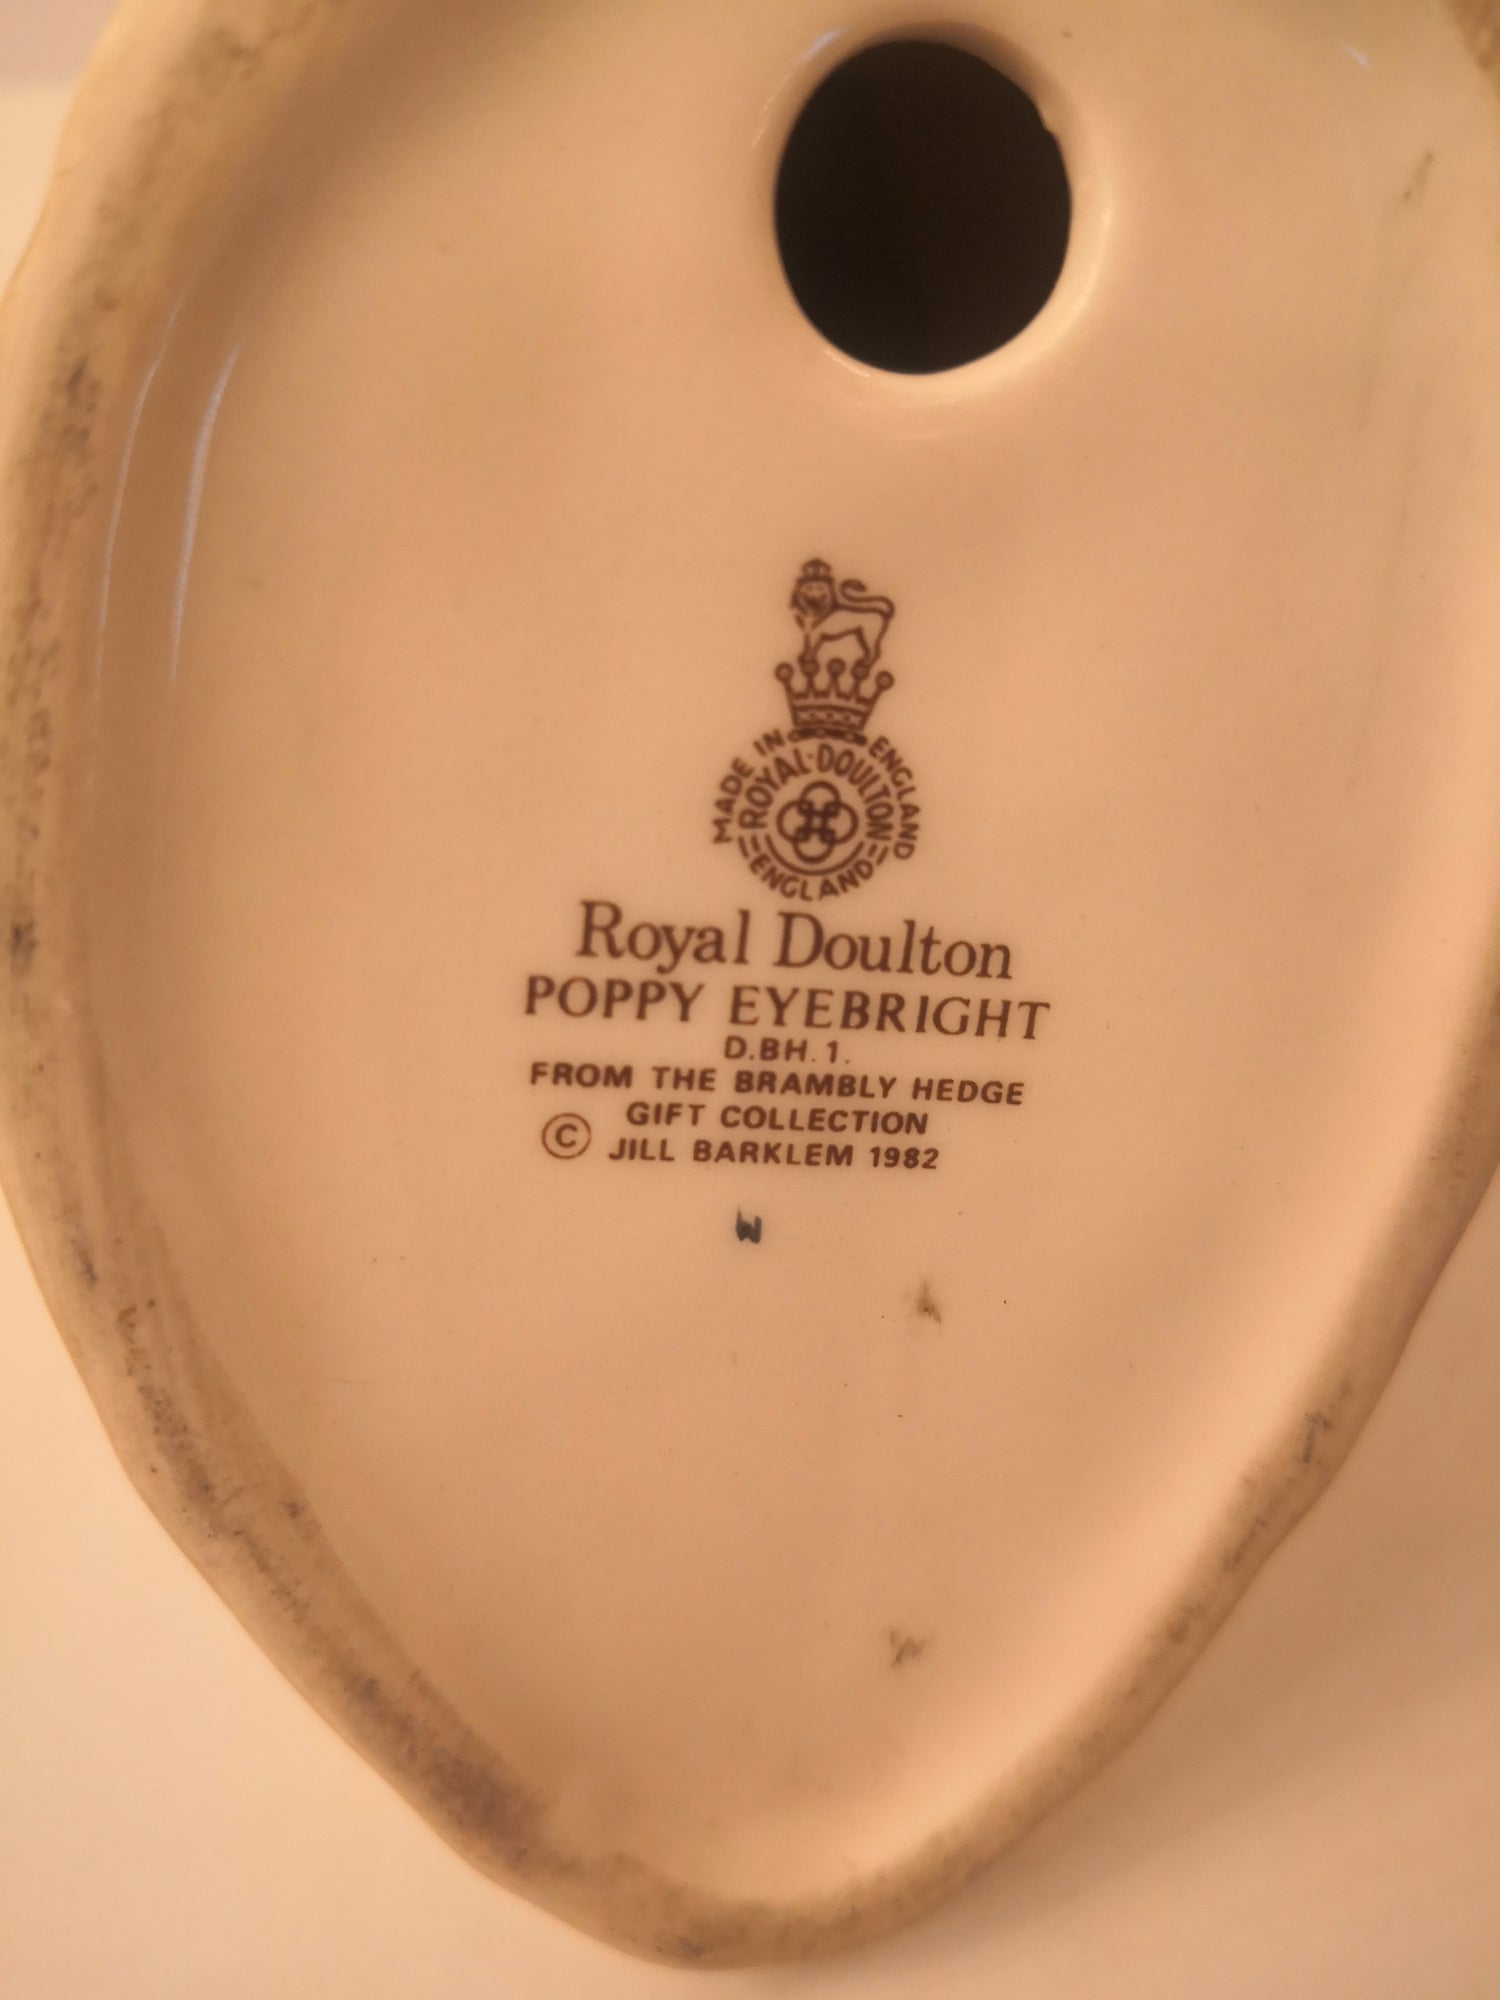 MADE IN ENGLAND
ROYAL·DOULTON
ENGLAND
Royal Doulton
POPPY EYEBRIGHT
D.BH.1.
FROM THE BRAMBLY HEDGE
GIFT COLLECTION
© JILL BARKLEM 1982